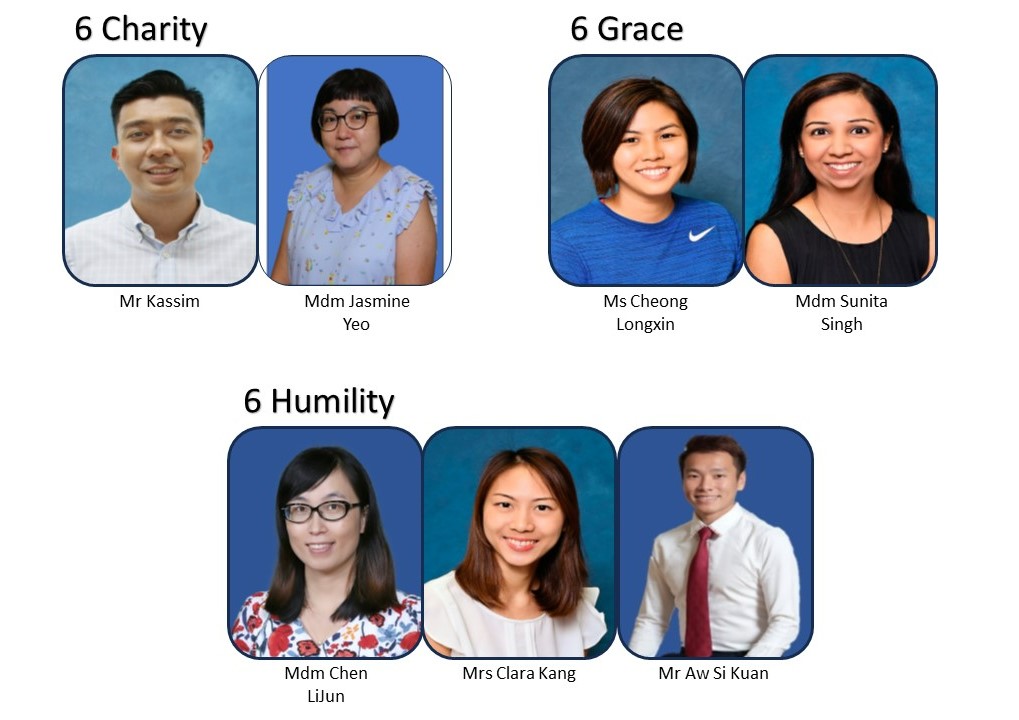 6 Charity
6 Grace
Mr Kassim
Mdm Jasmine
Yeo
Ms Cheong
Longxin
Mdm Sunita
Singh
6 Humility
Mdm Chen
LiJun
Mrs Clara Kang
Mr Aw Si Kuan